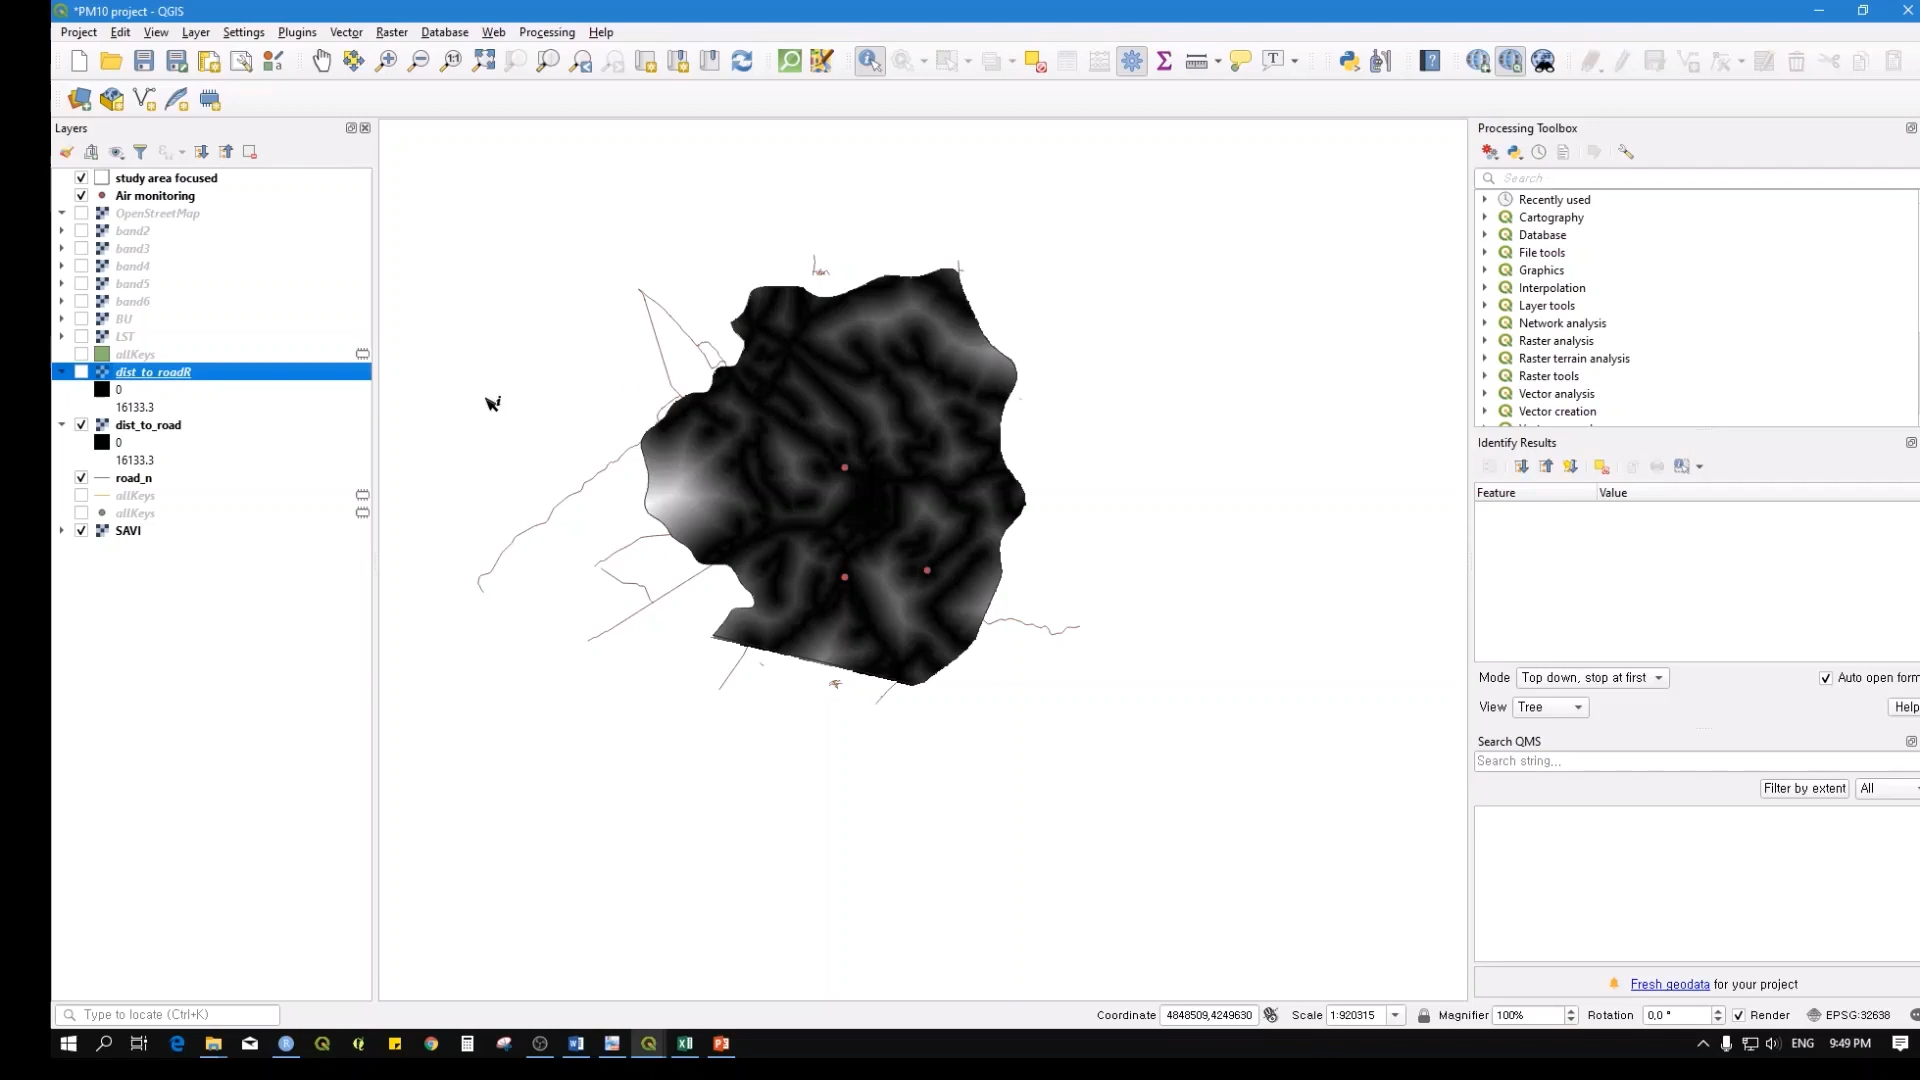 *PM10 project — QGIS
Project Edit View Layer Settings Plugins Vector Raster Database Web Processing Help
Layers
study area focused
Air monitoring
OpenStreetMap
band2
band3
band4
band5
band6
BU
LST
allKeys
dist_to_roadR
0
16133.3
dist_to_road
0
16133.3
road_n
allKeys
allKeys
SAVI
Processing Toolbox
Search
Recently used
Cartography
Database
File tools
Graphics
Interpolation
Layer tools
Network analysis
Raster analysis
Raster terrain analysis
Raster tools
Vector analysis
Vector creation
Identify Results
Feature Value
Mode Top down, stop at first Auto open form
View Tree Help
Search QMS
Search string...
Filter by extent All
Fresh geodata for your project
Type to locate (Ctrl+K) Coordinate 4848509,4249630 Scale 1:920315 Magnifier 100% Rotation 0,0 ° Render EPSG:32638
ENG 9:49 PM